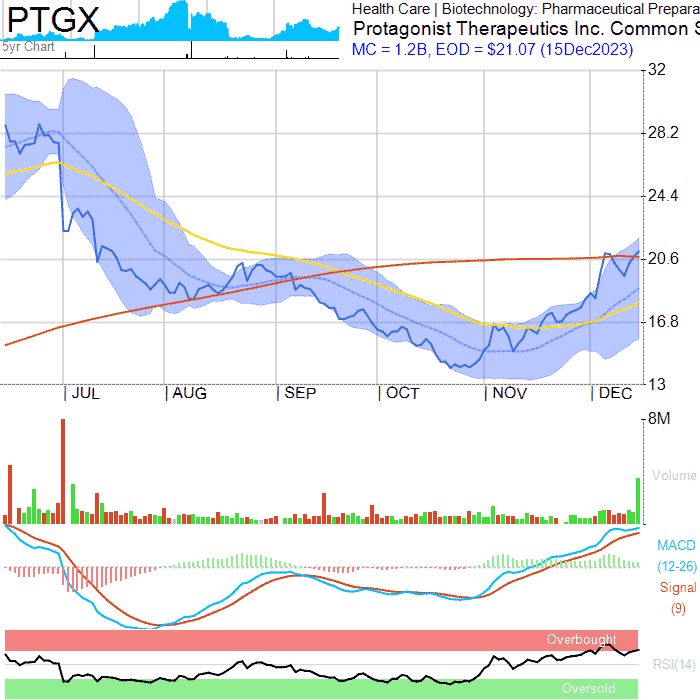 PTGX
Health Care | Biotechnology: Pharmaceutical Prepara
Protagonist Therapeutics Inc. Common S
MC = 1.2B, EOD = $21.07 (15Dec2023)
5yr Chart
32
28.2
24.4
20.6
16.8
13
JUL
AUG
SEP
OCT
NOV
DEC
8M
Volume
MACD
(12-26)
Signal
(9)
Overbought
RSI(14)
Oversold